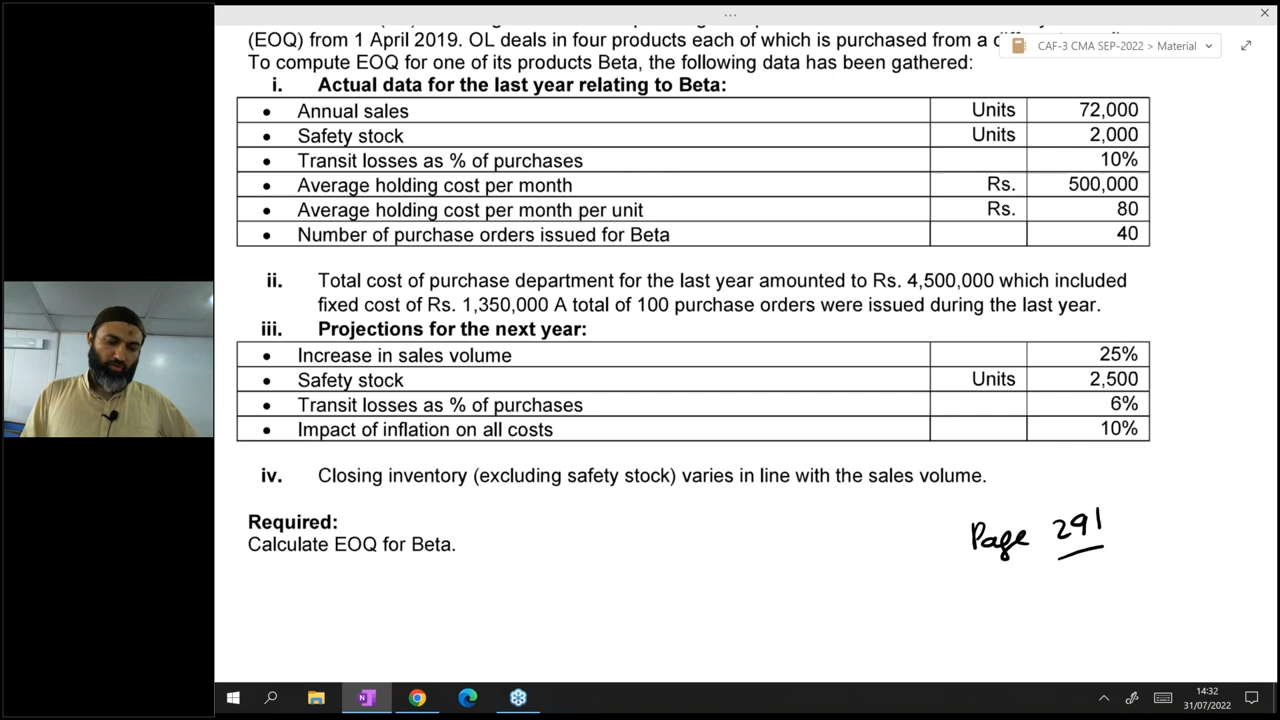 (EOQ) from 1 April 2019. OL deals in four products each of which is purchased from a
CAF-3 CMA SEP-2022 > Material
To compute EOQ for one of its products Beta, the following data has been gathered:
i. Actual data for the last year relating to Beta:
• Annual sales Units 72,000
• Safety stock Units 2,000
• Transit losses as % of purchases 10%
• Average holding cost per month Rs. 500,000
• Average holding cost per month per unit Rs. 80
• Number of purchase orders issued for Beta 40
ii. Total cost of purchase department for the last year amounted to Rs. 4,500,000 which included
fixed cost of Rs. 1,350,000 A total of 100 purchase orders were issued during the last year.
iii. Projections for the next year:
• Increase in sales volume 25%
• Safety stock Units 2,500
• Transit losses as % of purchases 6%
• Impact of inflation on all costs 10%
iv. Closing inventory (excluding safety stock) varies in line with the sales volume.
Required:
Calculate EOQ for Beta.
Page 291
14:32
31/07/2022